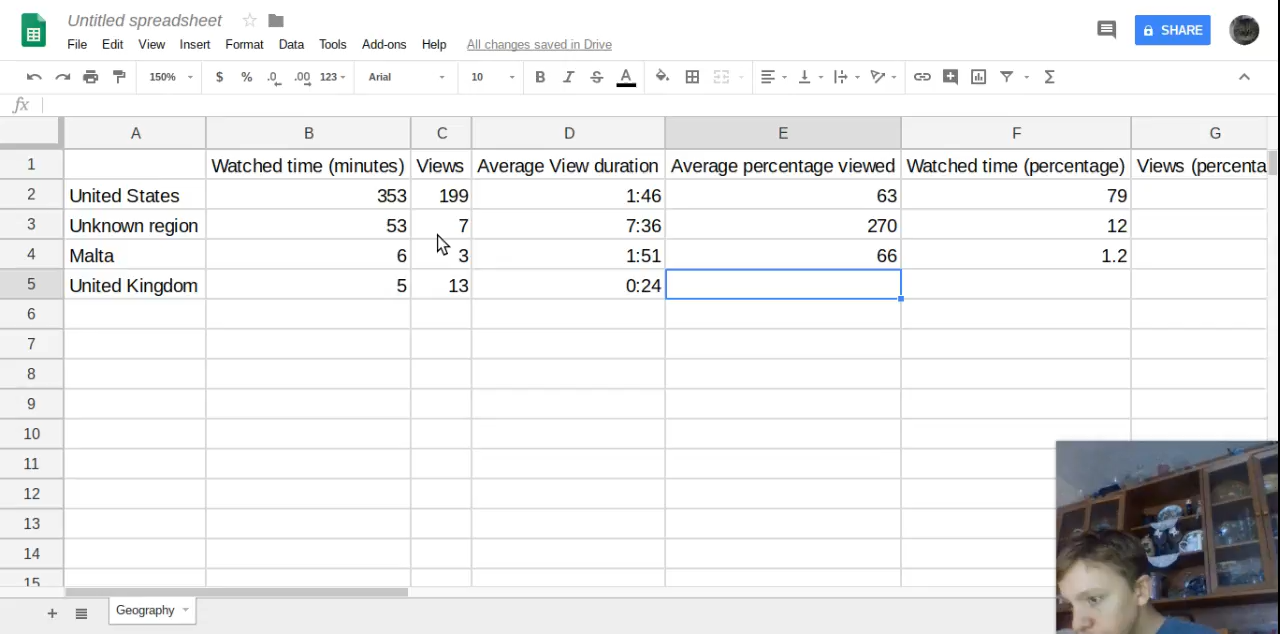 Untitled spreadsheet
File Edit View Insert Format Data Tools Add-ons Help All changes saved in Drive
SHARE
150% $ % .0 .00 123 Arial 10 B I S A Σ
fx
A B C D E F G
1 Watched time (minutes) Views Average View duration Average percentage viewed Watched time (percentage) Views (percenta
2 United States 353 199 1:46 63 79
3 Unknown region 53 7 7:36 270 12
4 Malta 6 3 1:51 66 1.2
5 United Kingdom 5 13 0:24
6
7
8
9
10
11
12
13
14
15
+ Geography